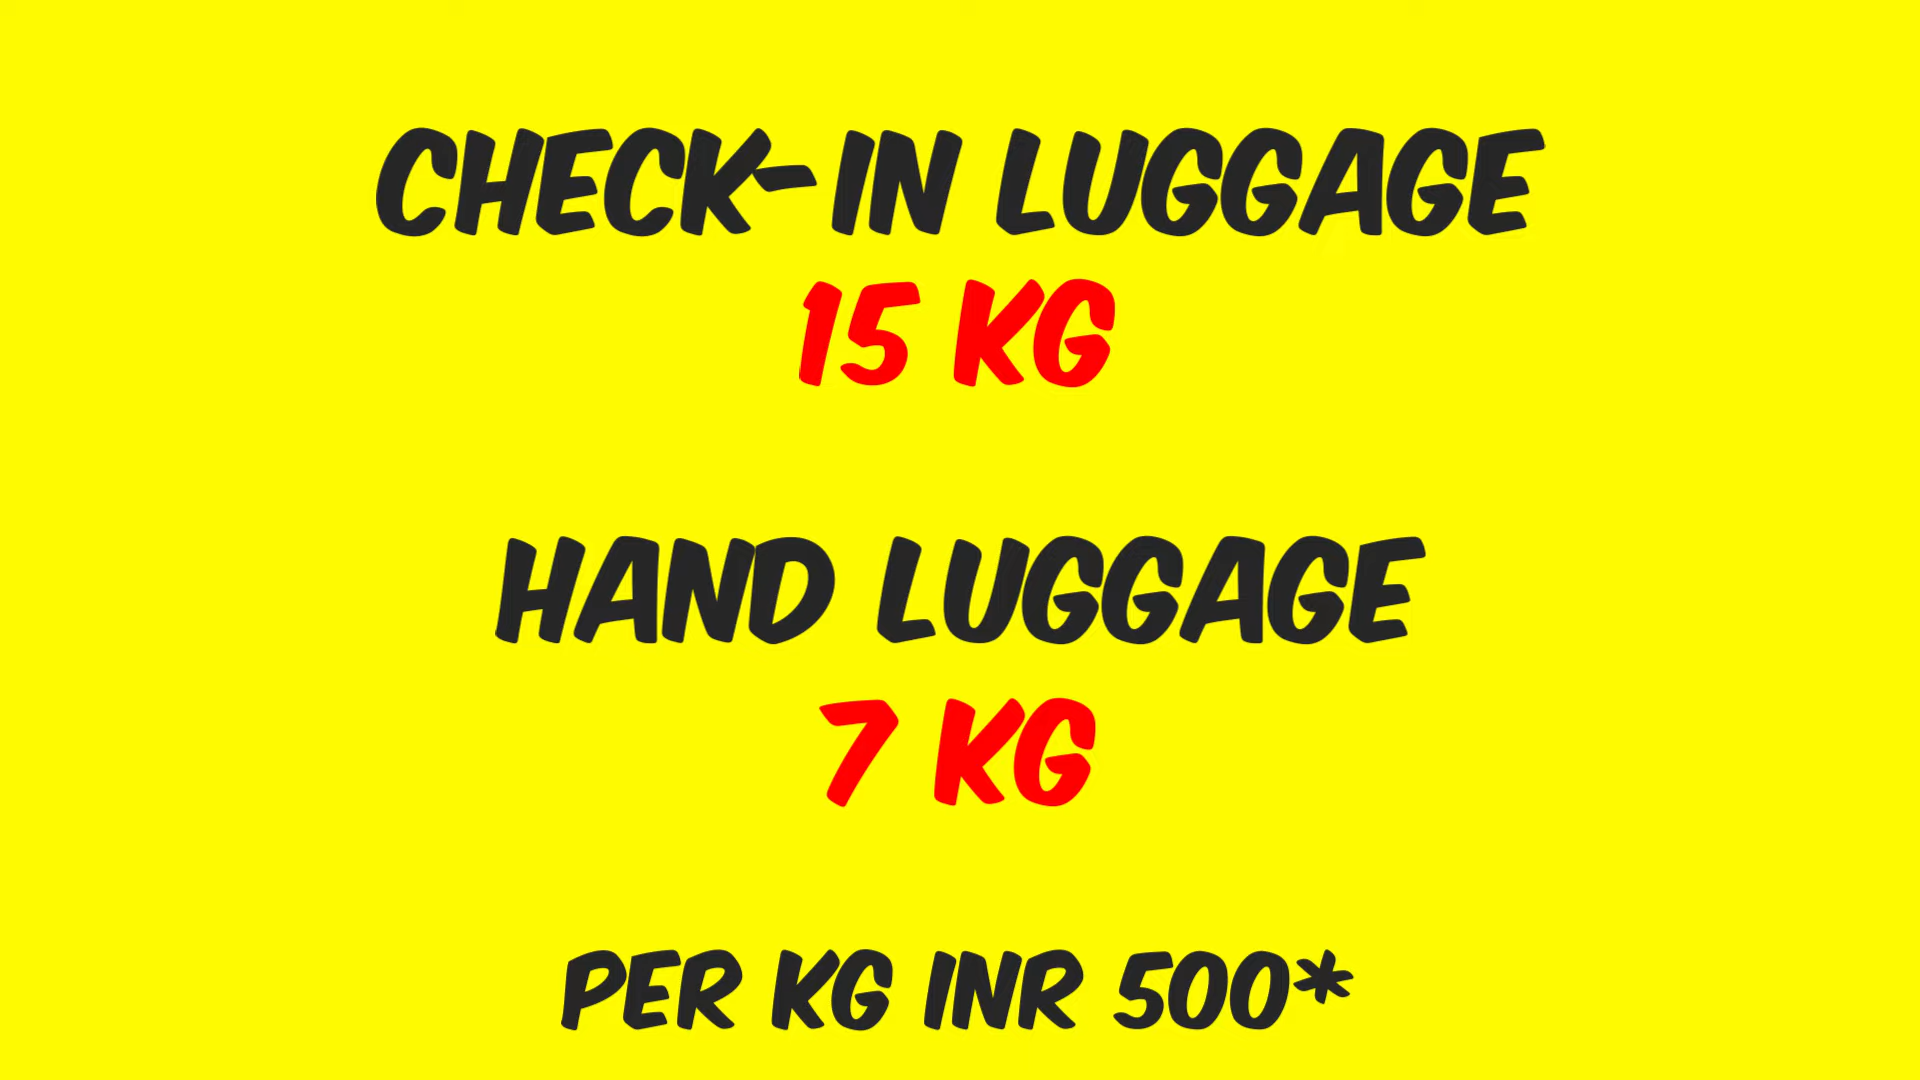 CHECK-IN LUGGAGE
15 KG
HAND LUGGAGE
7 KG
PER KG INR 500*